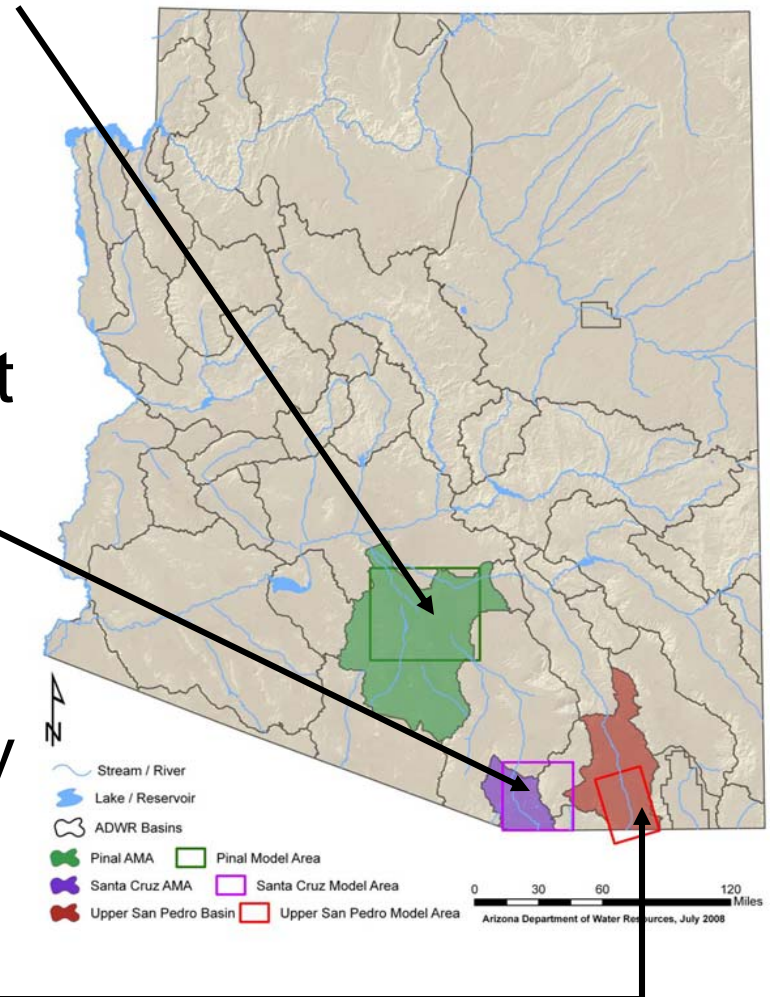 t
y
N
Stream / River
Lake / Reservoir
ADWR Basins
Pinal AMA Pinal Model Area
Santa Cruz AMA Santa Cruz Model Area
Upper San Pedro Basin Upper San Pedro Model Area
0 30 60 120
Miles
Arizona Department of Water Resources, July 2008